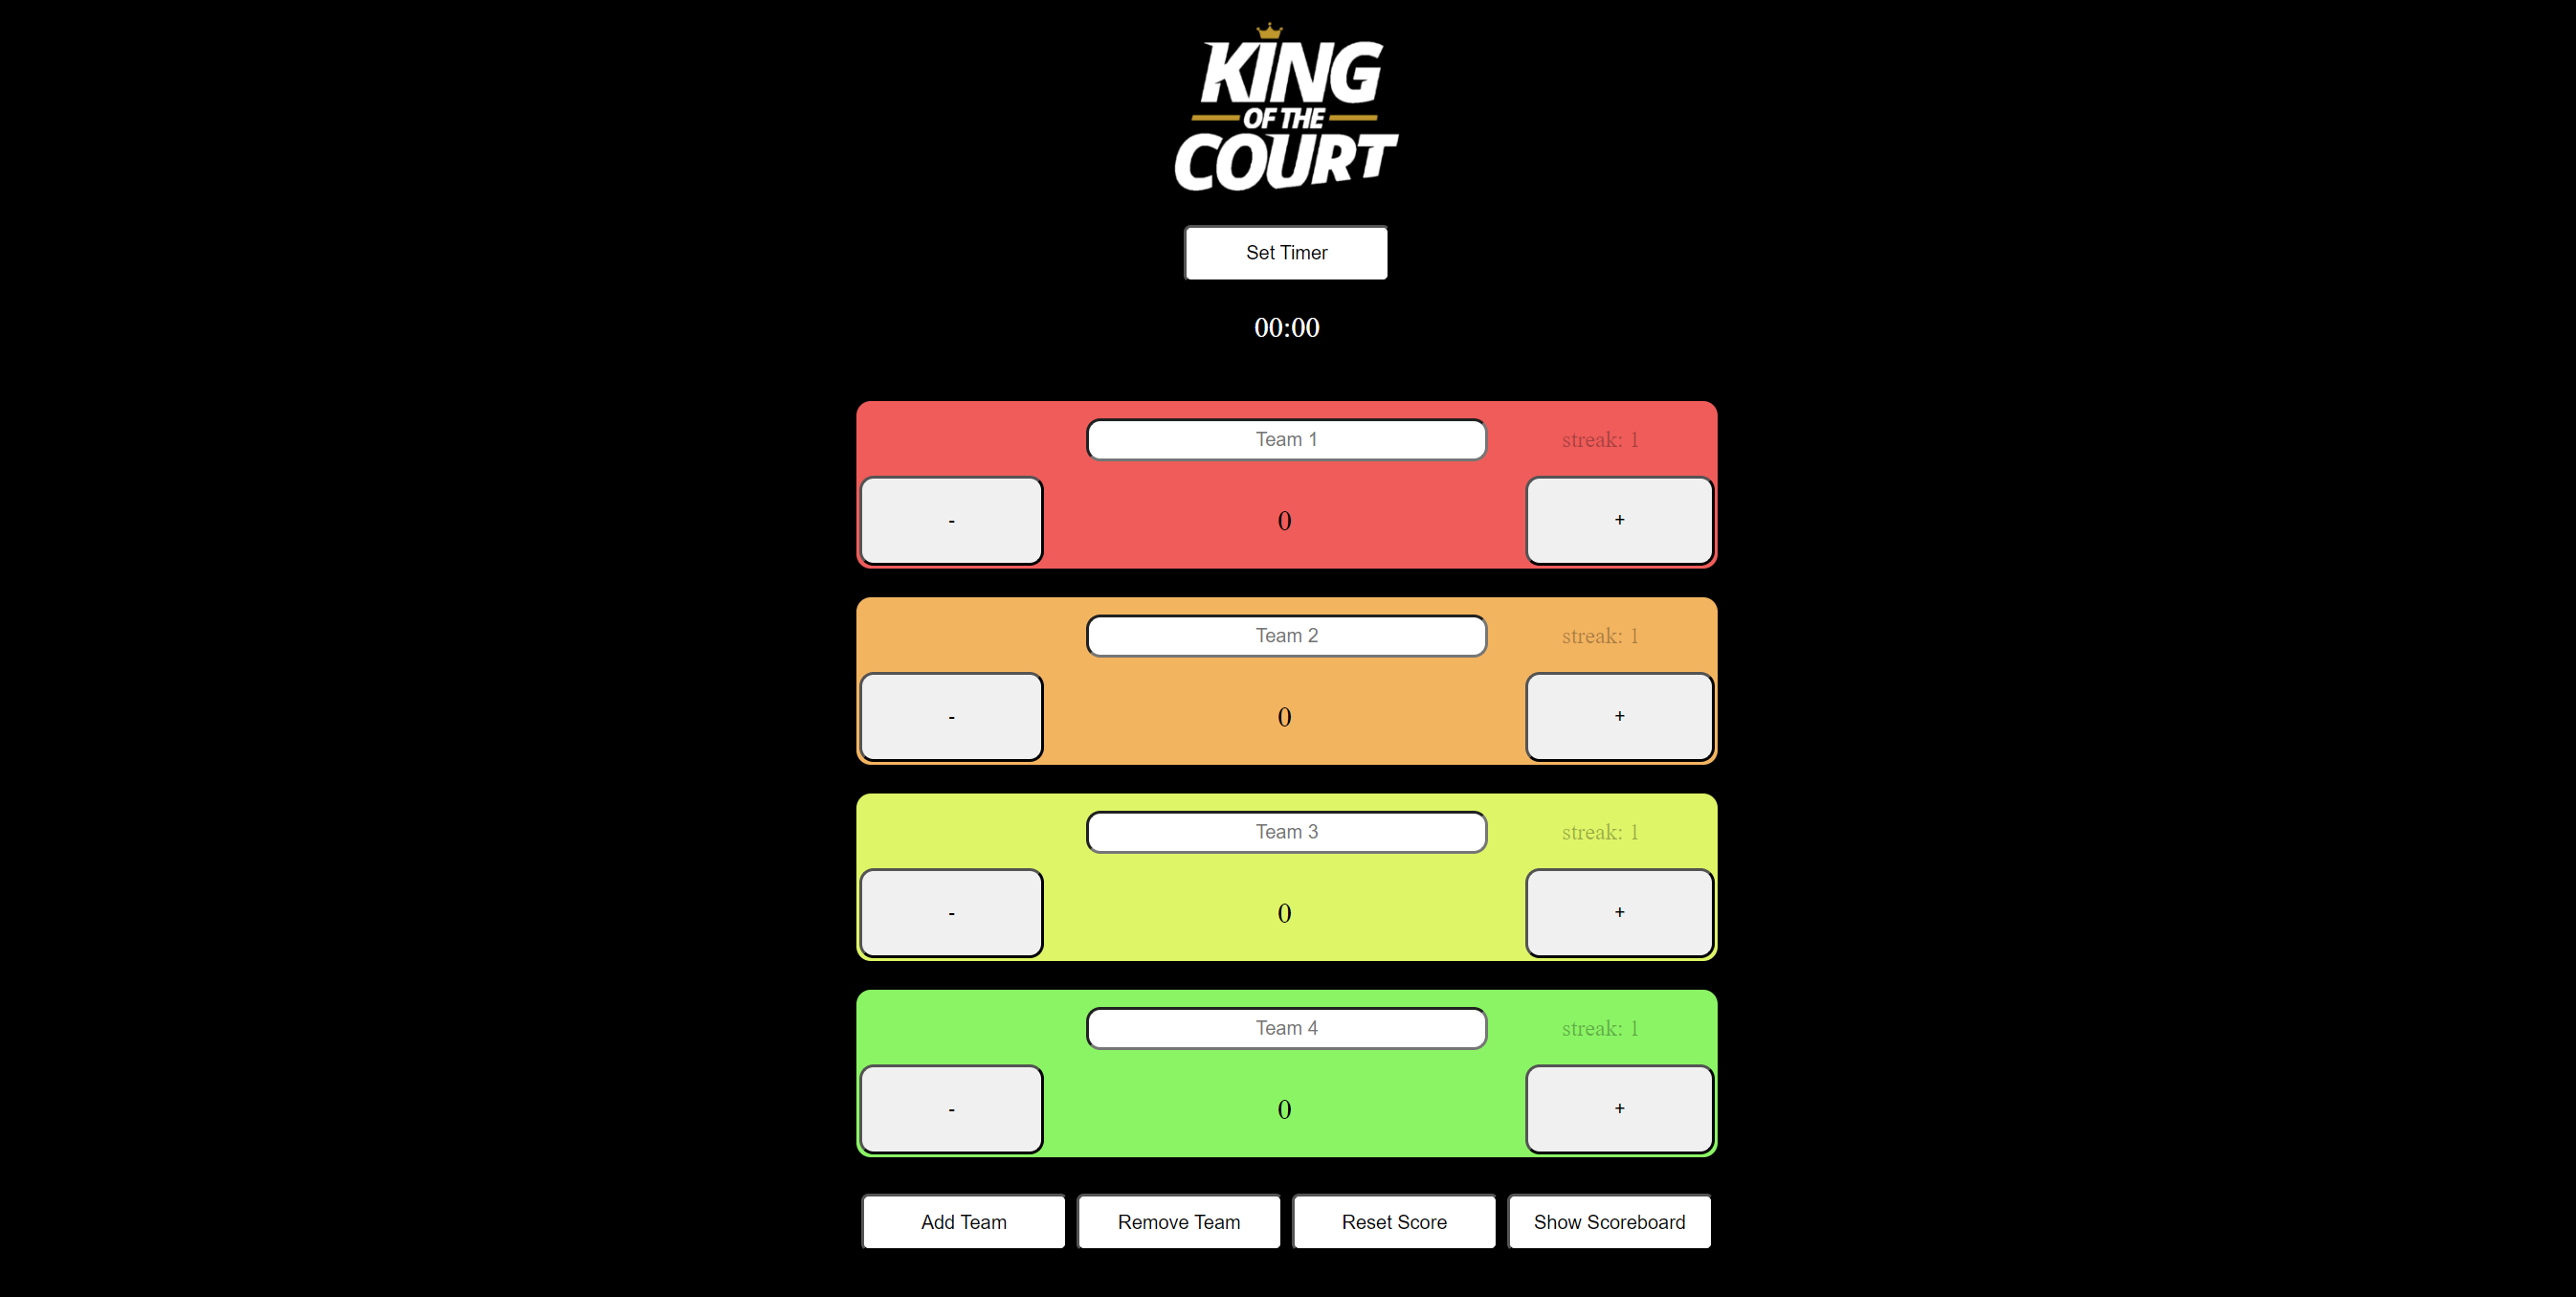 KING
OF THE
COURT
Set Timer
00:00
Team 1
streak: 1
-
0
+
Team 2
streak: 1
-
0
+
Team 3
streak: 1
-
0
+
Team 4
streak: 1
-
0
+
Add Team
Remove Team
Reset Score
Show Scoreboard